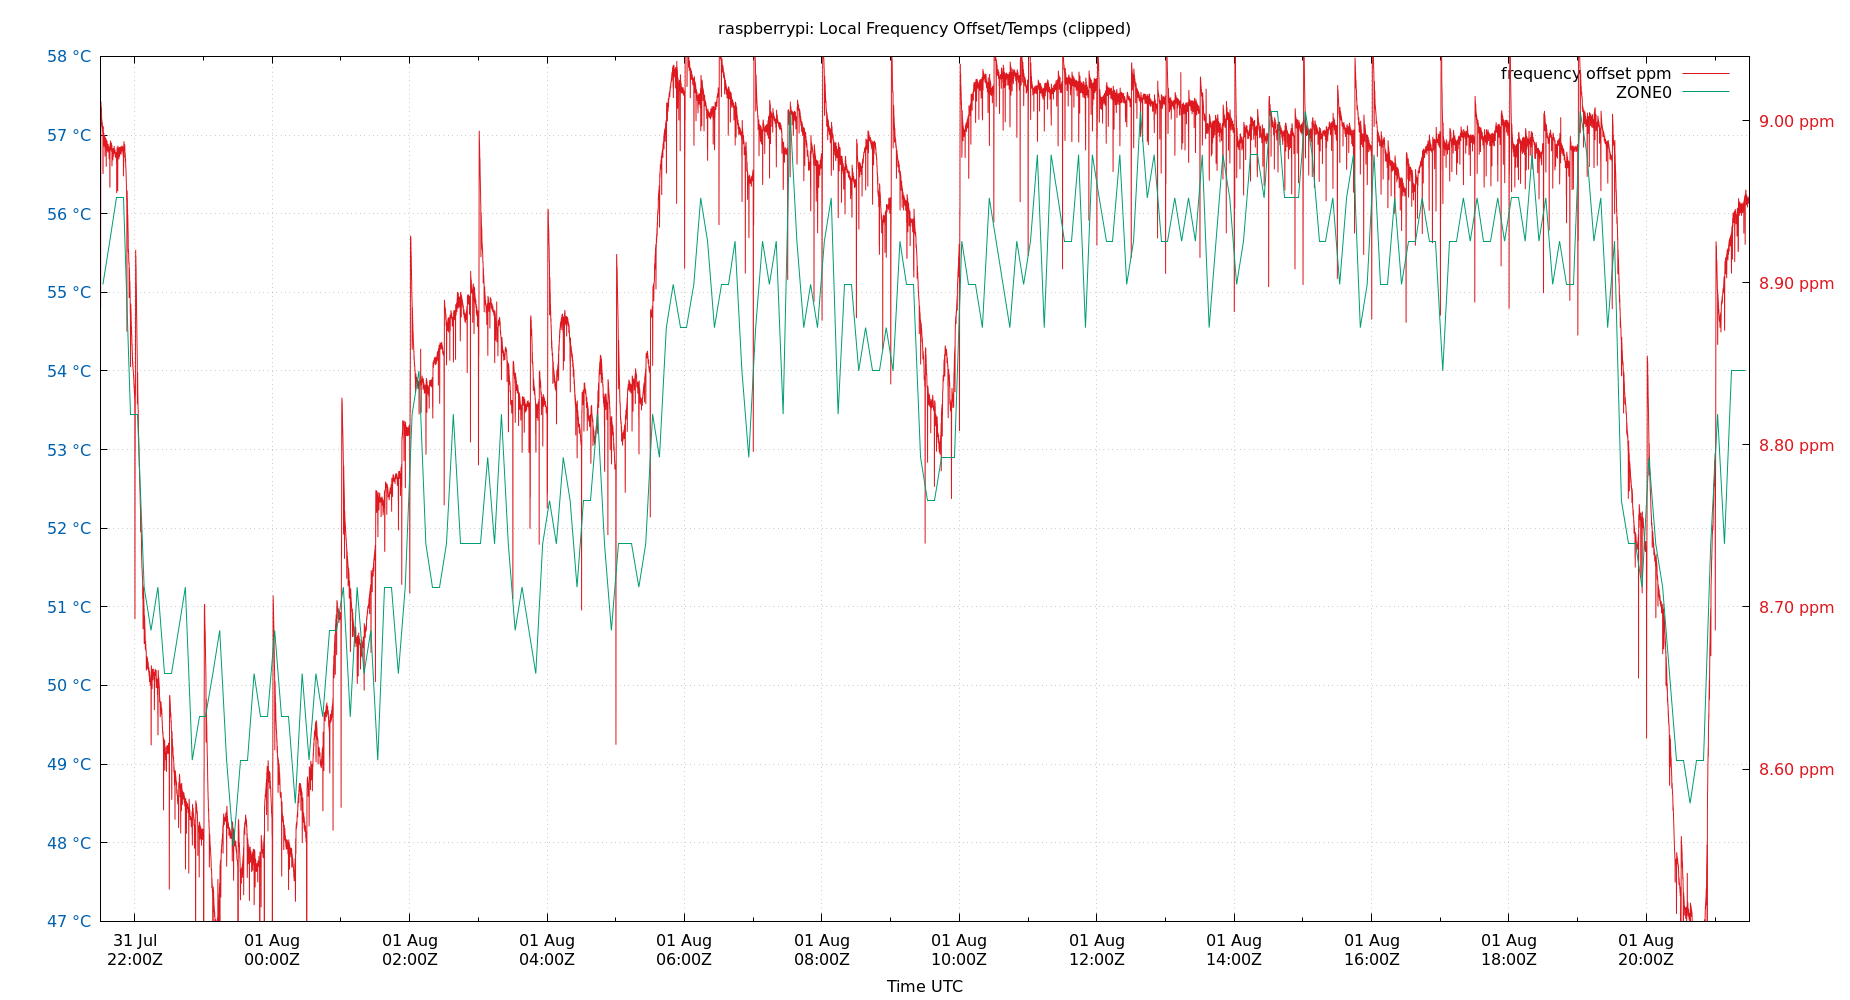 raspberrypi: Local Frequency Offset/Temps (clipped)
58 °C
57 °C
56 °C
55 °C
54 °C
53 °C
52 °C
51 °C
50 °C
49 °C
48 °C
47 °C
frequency offset ppm
ZONE0
9.00 ppm
8.90 ppm
8.80 ppm
8.70 ppm
8.60 ppm
31 Jul
22:00Z
01 Aug
00:00Z
01 Aug
02:00Z
01 Aug
04:00Z
01 Aug
06:00Z
01 Aug
08:00Z
01 Aug
10:00Z
01 Aug
12:00Z
01 Aug
14:00Z
01 Aug
16:00Z
01 Aug
18:00Z
01 Aug
20:00Z
Time UTC